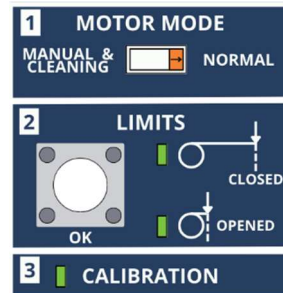 1 MOTOR MODE
MANUAL &
CLEANING
NORMAL
2 LIMITS
CLOSED
OPENED
OK
3 CALIBRATION